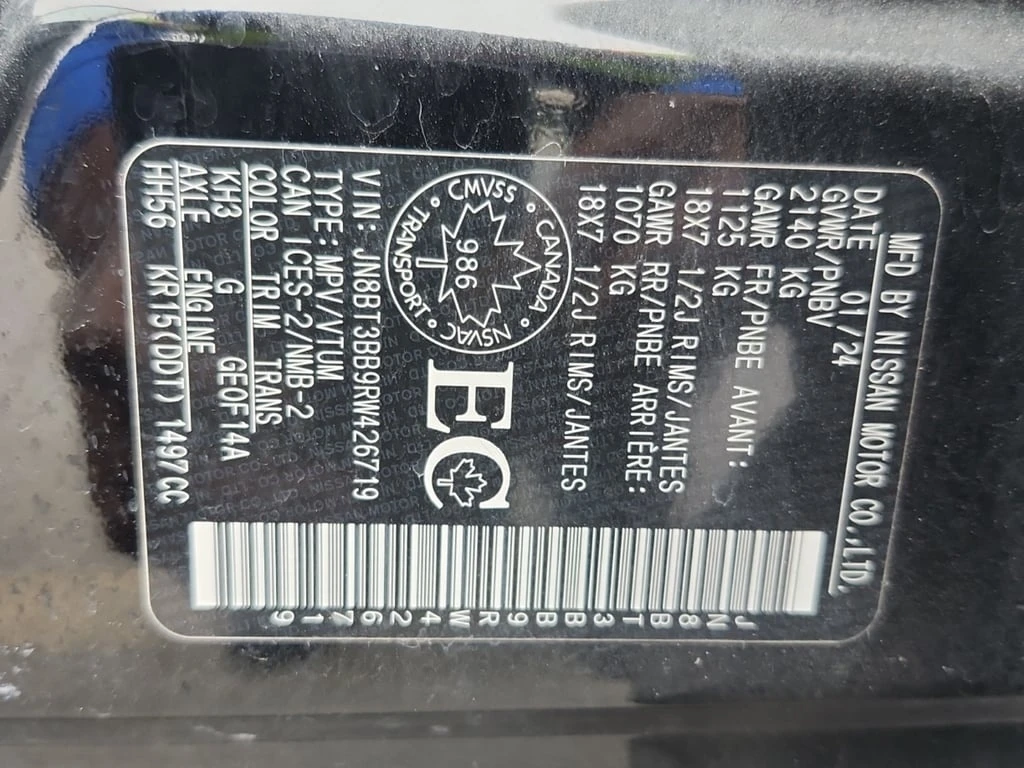 MFD BY NISSAN MOTOR CO.,LTD.
DATE 01/24
GVWR/PNBV
2140 KG
GAWR FR/PNBE AVANT:
1125 KG
18X7 1/2J RIMS/JANTES
GAWR RR/PNBE ARRIÈRE:
1070 KG
18X7 1/2J RIMS/JANTES
CMVSS • CANADA • NSVAC • TRANSPORT •
986
EC
VIN: JN8BT3BB9RW426719
TYPE: MPV/VTUM
CAN ICES-2/NMB-2
COLOR TRIM TRANS
KH3 G GE0F14A
AXLE ENGINE
HH56 KR15(DDT) 1497CC
JN8BT3BB9RW426719